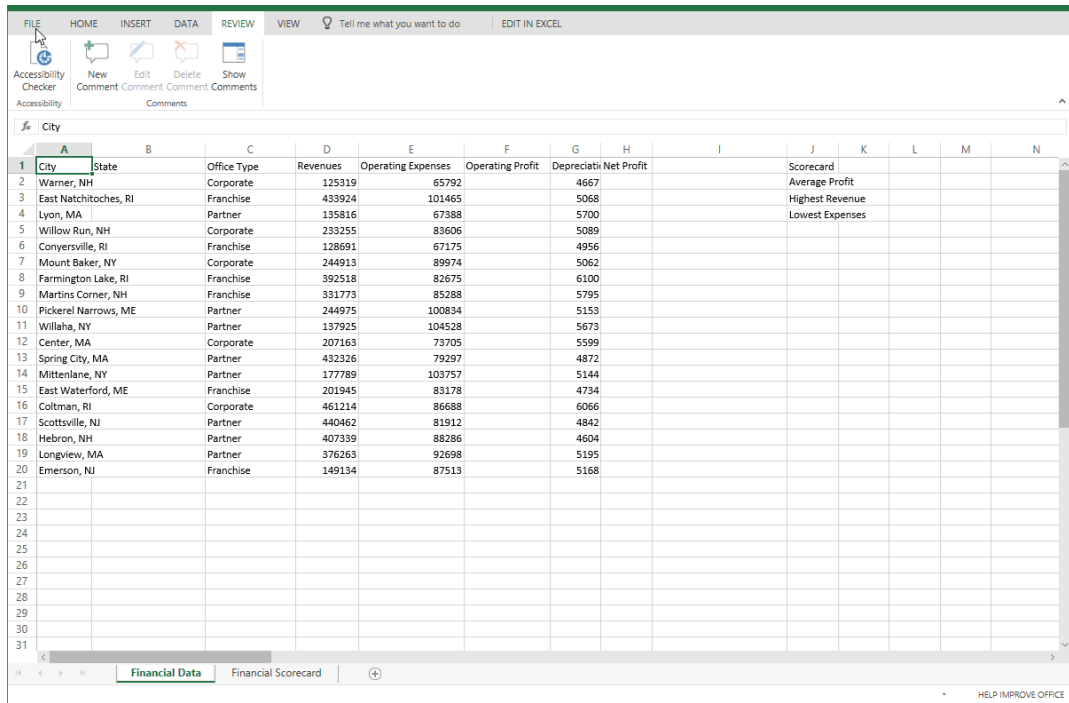 FILE HOME INSERT DATA REVIEW VIEW Tell me what you want to do EDIT IN EXCEL
Accessibility Checker New Comment Edit Comment Delete Comment Show Comments
Accessibility Comments
fx City
A B C D E F G H I J K L M N
1 City State Office Type Revenues Operating Expenses Operating Profit Depreciati Net Profit Scorecard
2 Warner, NH Corporate 125319 65792 4667 Average Profit
3 East Natchitoches, RI Franchise 433924 101465 5068 Highest Revenue
4 Lyon, MA Partner 135816 67388 5700 Lowest Expenses
5 Willow Run, NH Corporate 233255 83606 5089
6 Conyersville, RI Franchise 128691 67175 4956
7 Mount Baker, NY Corporate 244913 89974 5062
8 Farmington Lake, RI Franchise 392518 82675 6100
9 Martins Corner, NH Franchise 331773 85288 5795
10 Pickerel Narrows, ME Partner 244975 100834 5153
11 Willaha, NY Partner 137925 104528 5673
12 Center, MA Corporate 207163 73705 5599
13 Spring City, MA Partner 432326 79297 4872
14 Mittenlane, NY Partner 177789 103757 5144
15 East Waterford, ME Franchise 201945 83178 4734
16 Coltman, RI Corporate 461214 86688 6066
17 Scottsville, NJ Partner 440462 81912 4842
18 Hebron, NH Partner 407339 88286 4604
19 Longview, MA Partner 376263 92698 5195
20 Emerson, NJ Franchise 149134 87513 5168
21
22
23
24
25
26
27
28
29
30
31
Financial Data Financial Scorecard
HELP IMPROVE OFFICE